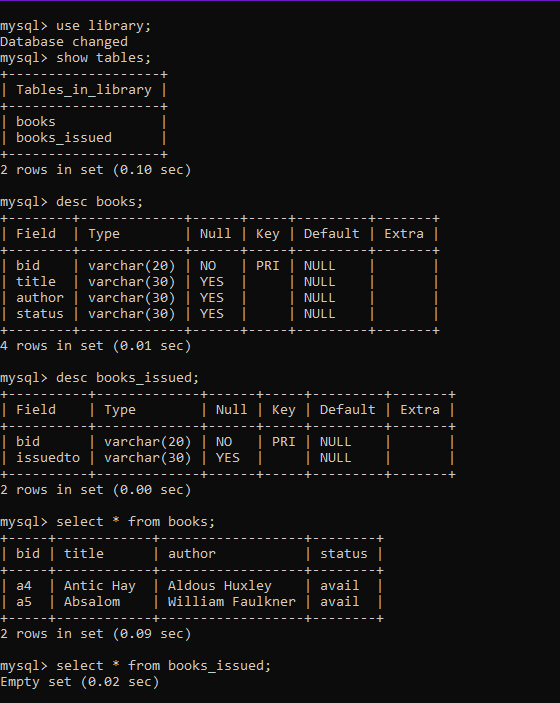 mysql> use library;
Database changed
mysql> show tables;
+-------------------+
| Tables_in_library |
+-------------------+
| books             |
| books_issued      |
+-------------------+
2 rows in set (0.10 sec)

mysql> desc books;
+--------+-------------+------+-----+---------+-------+
| Field  | Type        | Null | Key | Default | Extra |
+--------+-------------+------+-----+---------+-------+
| bid    | varchar(20) | NO   | PRI | NULL    |       |
| title  | varchar(30) | YES  |     | NULL    |       |
| author | varchar(30) | YES  |     | NULL    |       |
| status | varchar(30) | YES  |     | NULL    |       |
+--------+-------------+------+-----+---------+-------+
4 rows in set (0.01 sec)

mysql> desc books_issued;
+----------+-------------+------+-----+---------+-------+
| Field    | Type        | Null | Key | Default | Extra |
+----------+-------------+------+-----+---------+-------+
| bid      | varchar(20) | NO   | PRI | NULL    |       |
| issuedto | varchar(30) | YES  |     | NULL    |       |
+----------+-------------+------+-----+---------+-------+
2 rows in set (0.00 sec)

mysql> select * from books;
+-----+------------+------------------+--------+
| bid | title      | author           | status |
+-----+------------+------------------+--------+
| a4  | Antic Hay  | Aldous Huxley    | avail  |
| a5  | Absalom    | William Faulkner | avail  |
+-----+------------+------------------+--------+
2 rows in set (0.09 sec)

mysql> select * from books_issued;
Empty set (0.02 sec)